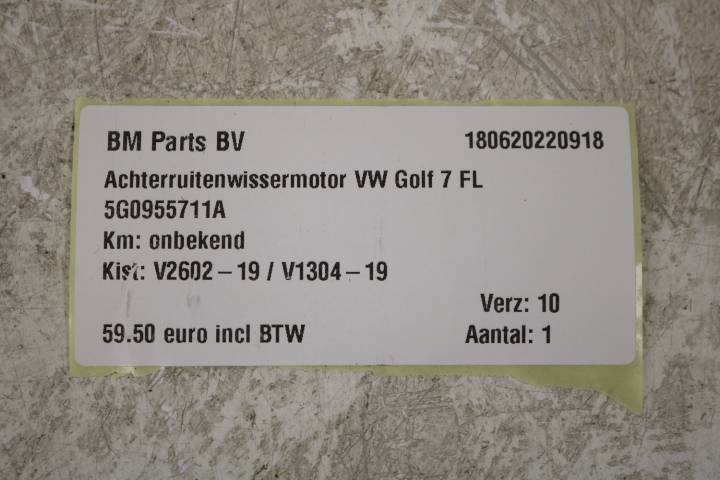 BM Parts BV 180620220918
Achterruitenwissermotor VW Golf 7 FL
5G0955711A
Km: onbekend
Kist: V2602-19 / V1304-19
Verz: 10
59.50 euro incl BTW Aantal: 1